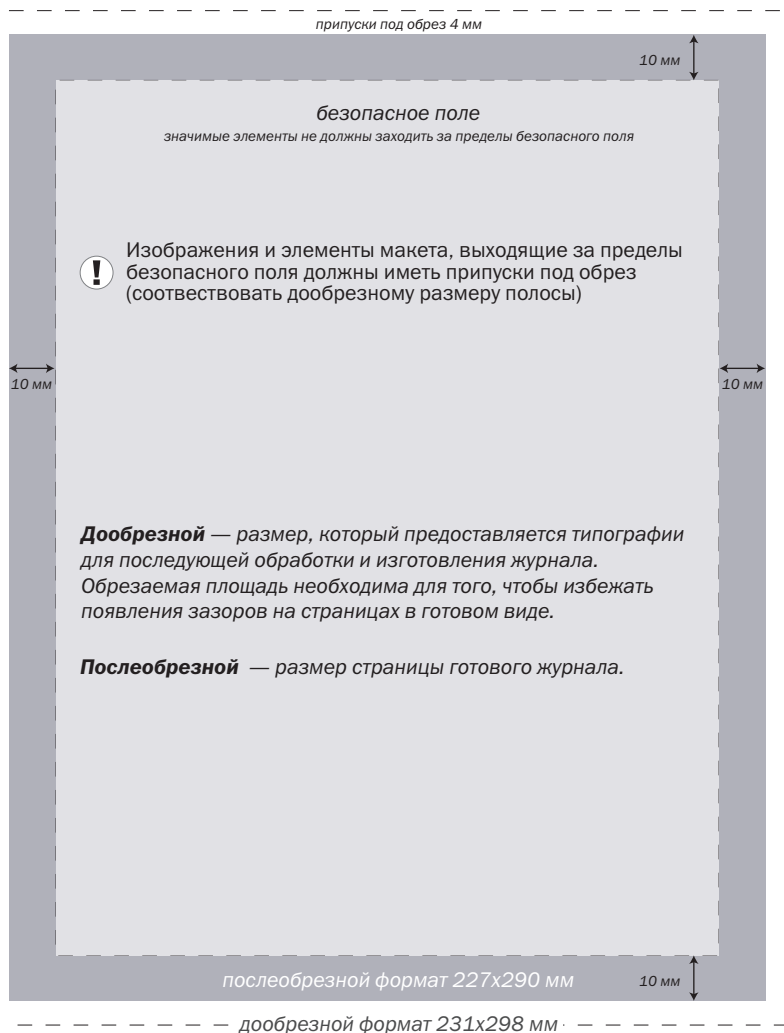 припуски под обрез 4 мм
10 мм
безопасное поле
значимые элементы не должны заходить за пределы безопасного поля
! Изображения и элементы макета, выходящие за пределы
безопасного поля должны иметь припуски под обрез
(соотвествовать дообрезному размеру полосы)
10 мм
10 мм
Дообрезной — размер, который предоставляется типографии
для последующей обработки и изготовления журнала.
Обрезаемая площадь необходима для того, чтобы избежать
появления зазоров на страницах в готовом виде.
Послеобрезной — размер страницы готового журнала.
послеобрезной формат 227х290 мм
10 мм
дообрезной формат 231х298 мм